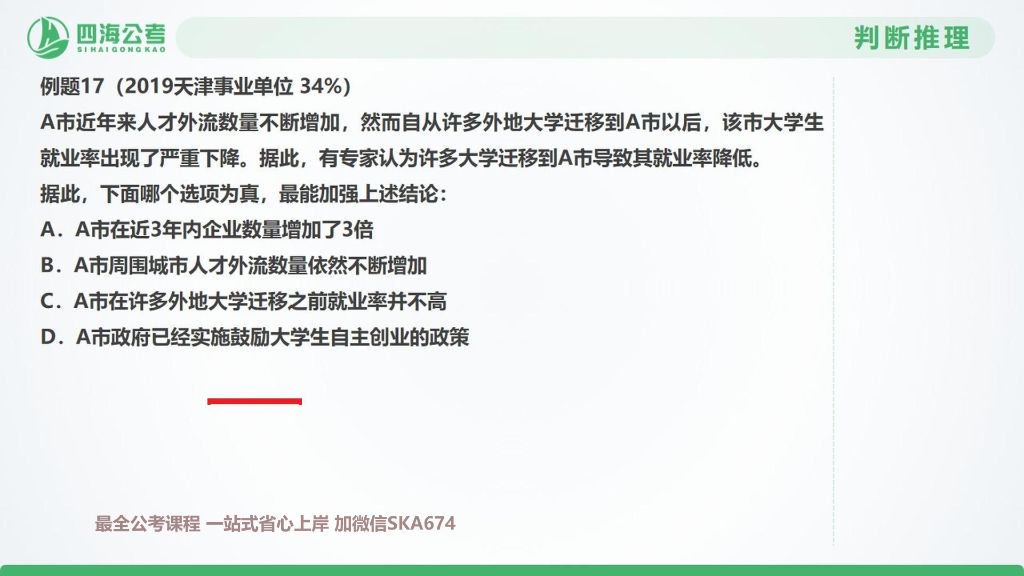 四海公考
SIHAIGONGKAO
判断推理
例题17（2019天津事业单位 34%）
A市近年来人才外流数量不断增加，然而自从许多外地大学迁移到A市以后，该市大学生
就业率出现了严重下降。据此，有专家认为许多大学迁移到A市导致其就业率降低。
据此，下面哪个选项为真，最能加强上述结论：
A．A市在近3年内企业数量增加了3倍
B．A市周围城市人才外流数量依然不断增加
C．A市在许多外地大学迁移之前就业率并不高
D．A市政府已经实施鼓励大学生自主创业的政策
最全公考课程 一站式省心上岸 加微信SKA674